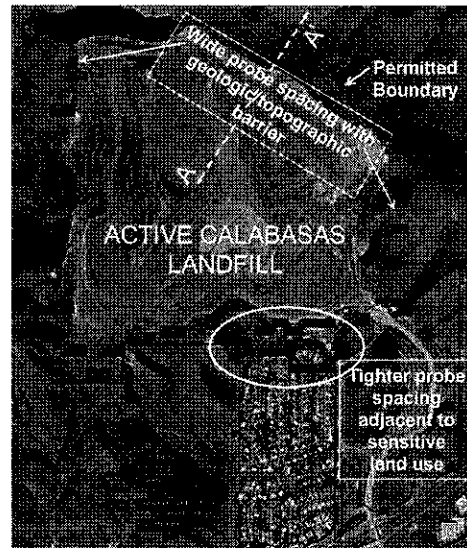 A'
Wide probe spacing with
geologic/topographic
barrier
Permitted
Boundary
A
ACTIVE CALABASAS
LANDFILL
Tighter probe
spacing
adjacent to
sensitive
land use